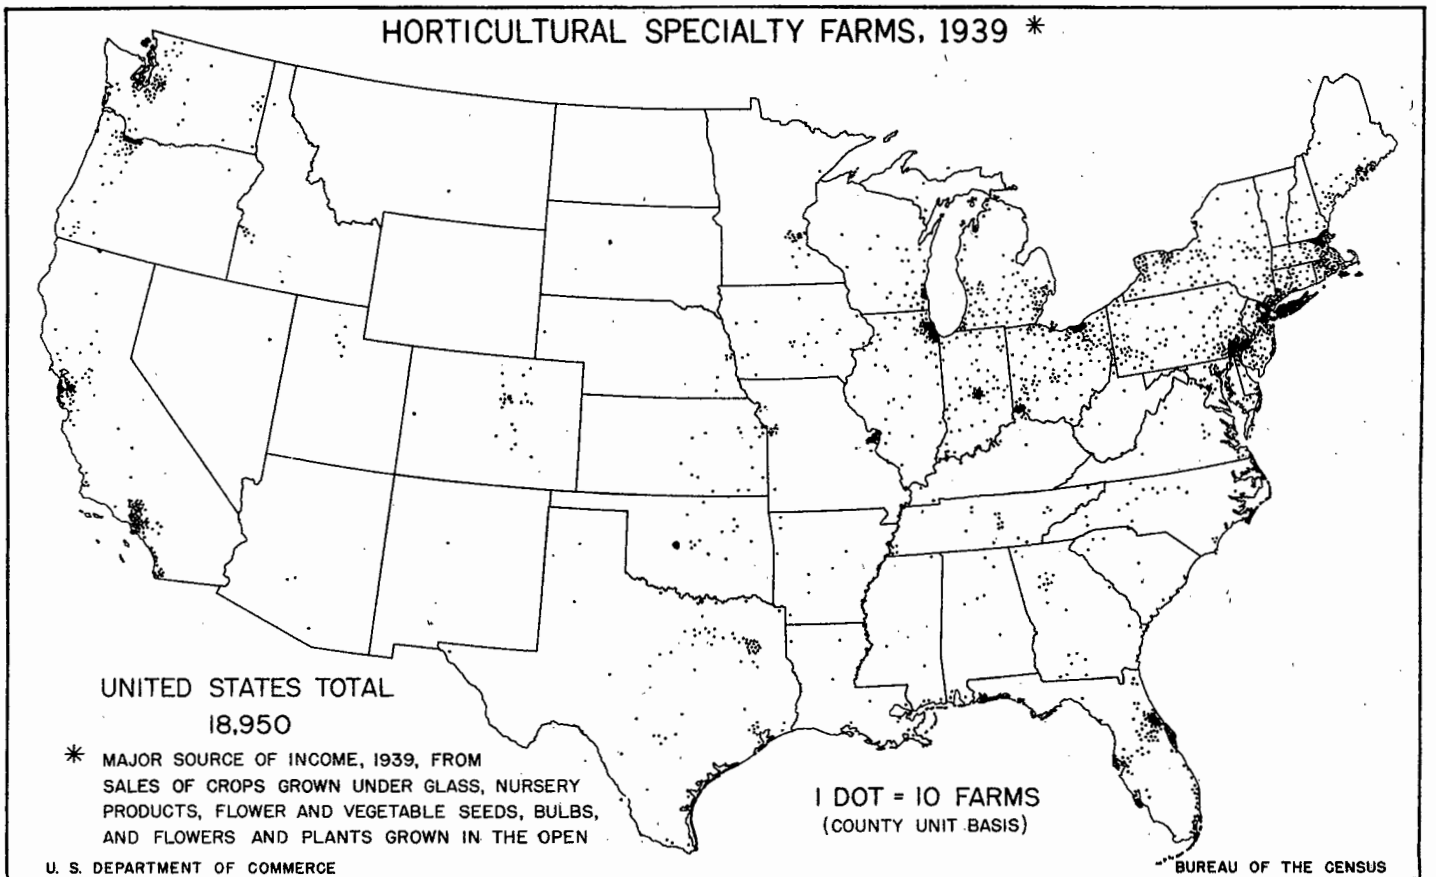 HORTICULTURAL SPECIALTY FARMS, 1939 *
UNITED STATES TOTAL
18,950
* MAJOR SOURCE OF INCOME, 1939, FROM
SALES OF CROPS GROWN UNDER GLASS, NURSERY
PRODUCTS, FLOWER AND VEGETABLE SEEDS, BULBS,
AND FLOWERS AND PLANTS GROWN IN THE OPEN
1 DOT = 10 FARMS
(COUNTY UNIT BASIS)
U. S. DEPARTMENT OF COMMERCE
BUREAU OF THE CENSUS